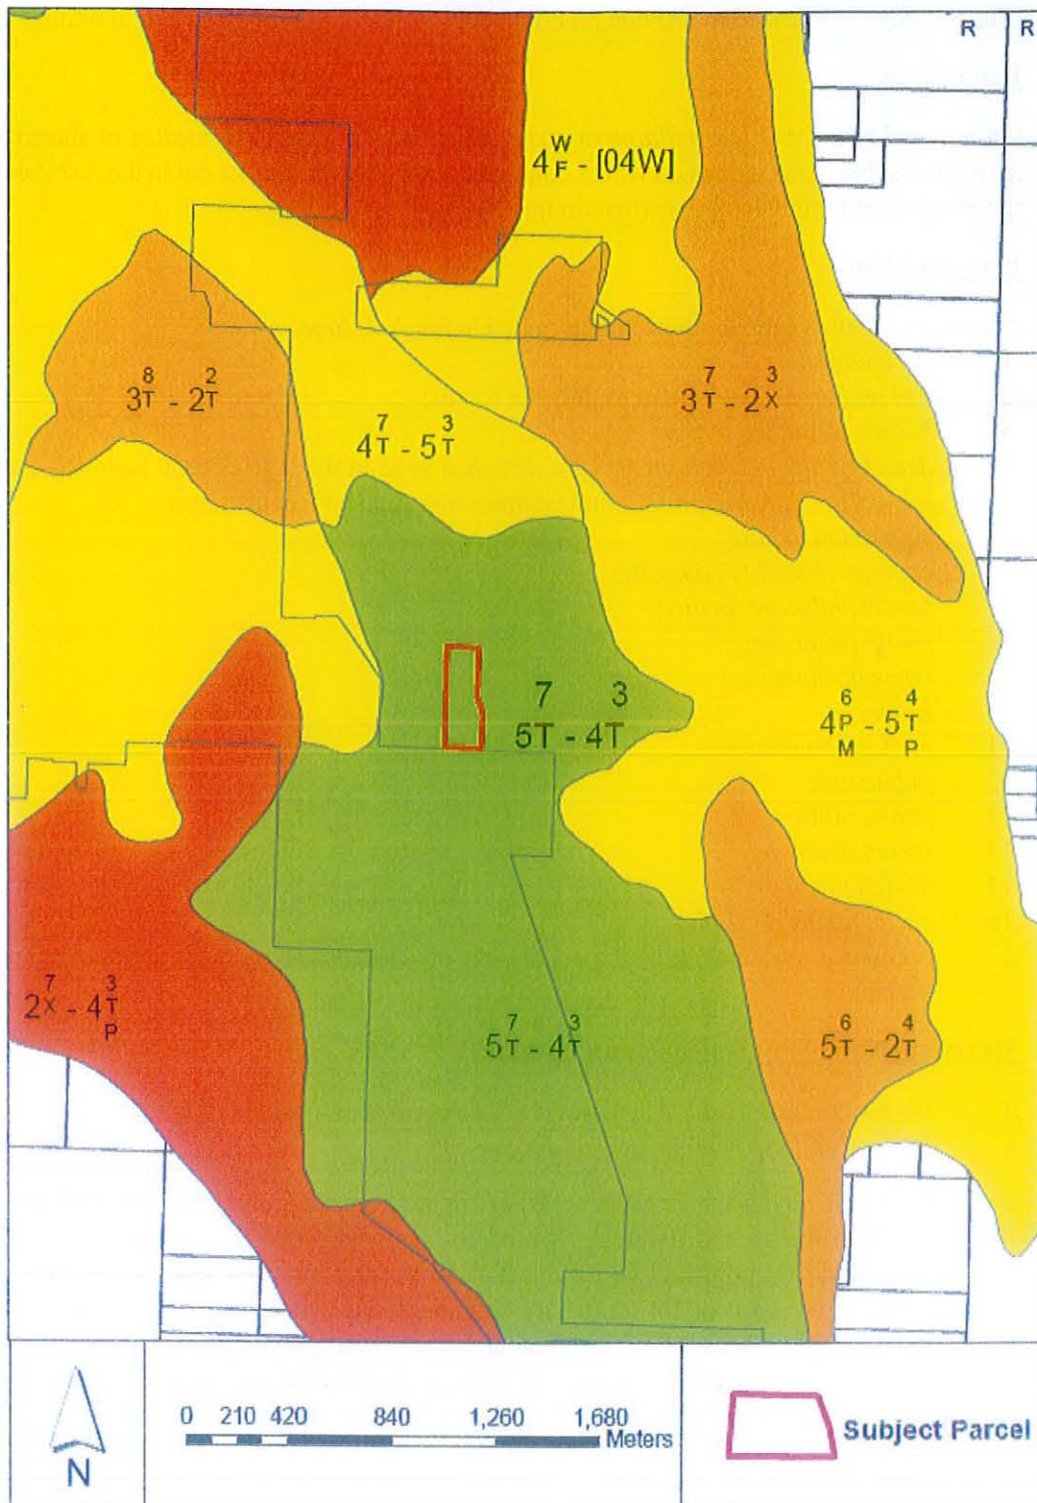 R R
W
4F - [04W]
8 2
3T - 2T
7 3
3T - 2X
7 3
4T - 5T
7 3
5T - 4T
6 4
4P - 5T
M P
7 3
2X - 4T
P
7 3
5T - 4T
6 4
5T - 2T
0 210 420 840 1,260 1,680
Meters
N
Subject Parcel